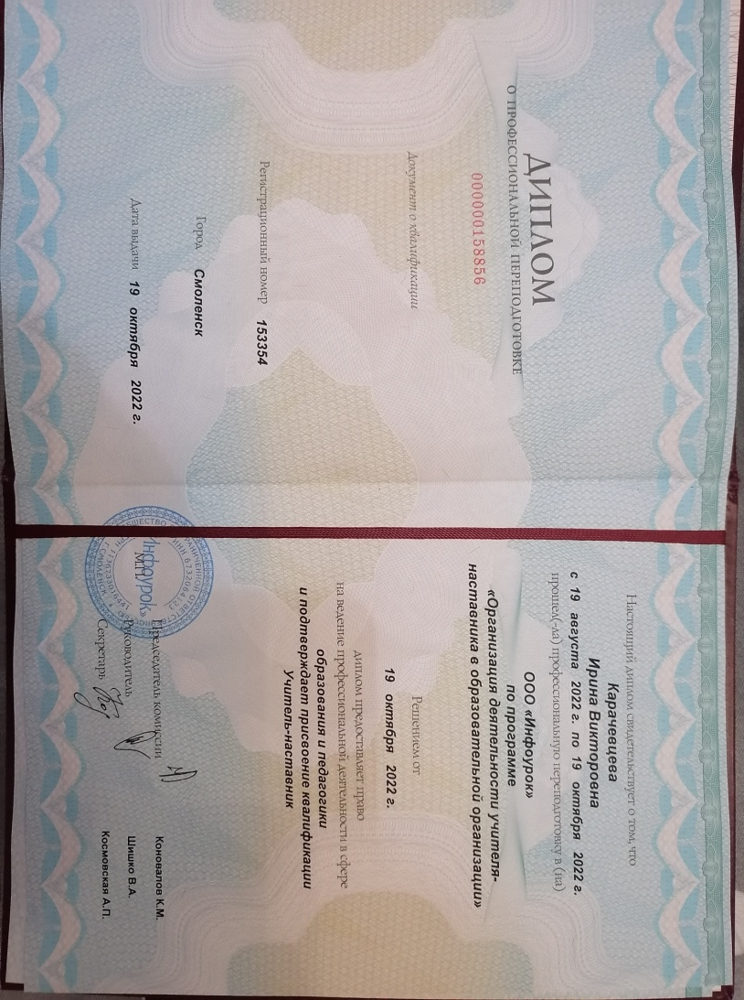 ДИПЛОМ
О ПРОФЕССИОНАЛЬНОЙ ПЕРЕПОДГОТОВКЕ
000000158856
Документ о квалификации
Регистрационный номер 153354
Город Смоленск
Дата выдачи 19 октября 2022 г.
Настоящий диплом свидетельствует о том, что
Карачевцева
Ирина Викторовна
с 19 августа 2022 г. по 19 октября 2022 г.
прошел(-ла) профессиональную переподготовку в (на)
ООО «Инфоурок»
по программе
«Организация деятельности учителя-
наставника в образовательной организации»
Решением от
19 октября 2022 г.
диплом предоставляет право
на ведение профессиональной деятельности в сфере
образования и педагогики
и подтверждает присвоение квалификации
Учитель-наставник
Председатель комиссии Коновалов К.М.
Руководитель Шишко В.А.
Секретарь Космовская А.П.
М.П.
Инфоурок»